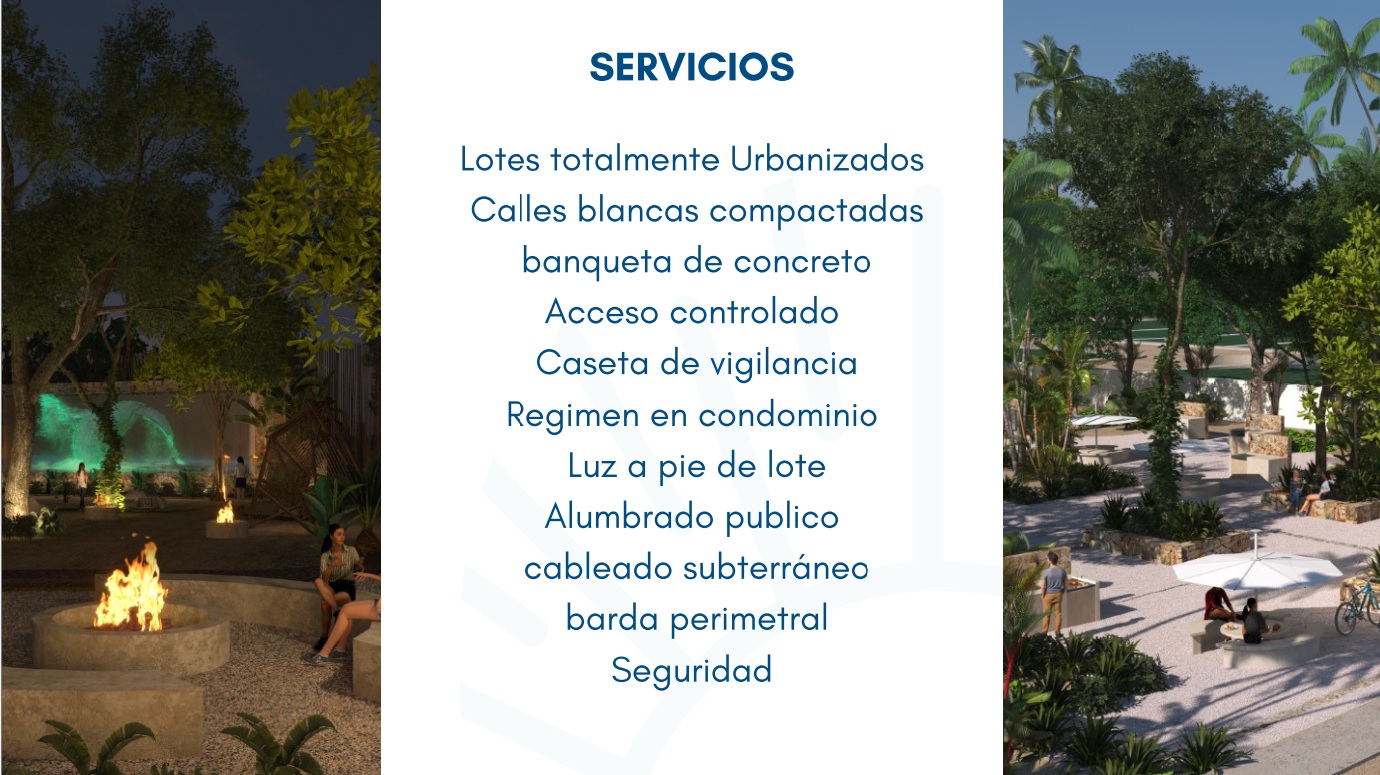 SERVICIOS
Lotes totalmente Urbanizados
Calles blancas compactadas
banqueta de concreto
Acceso controlado
Caseta de vigilancia
Regimen en condominio
Luz a pie de lote
Alumbrado publico
cableado subterráneo
barda perimetral
Seguridad